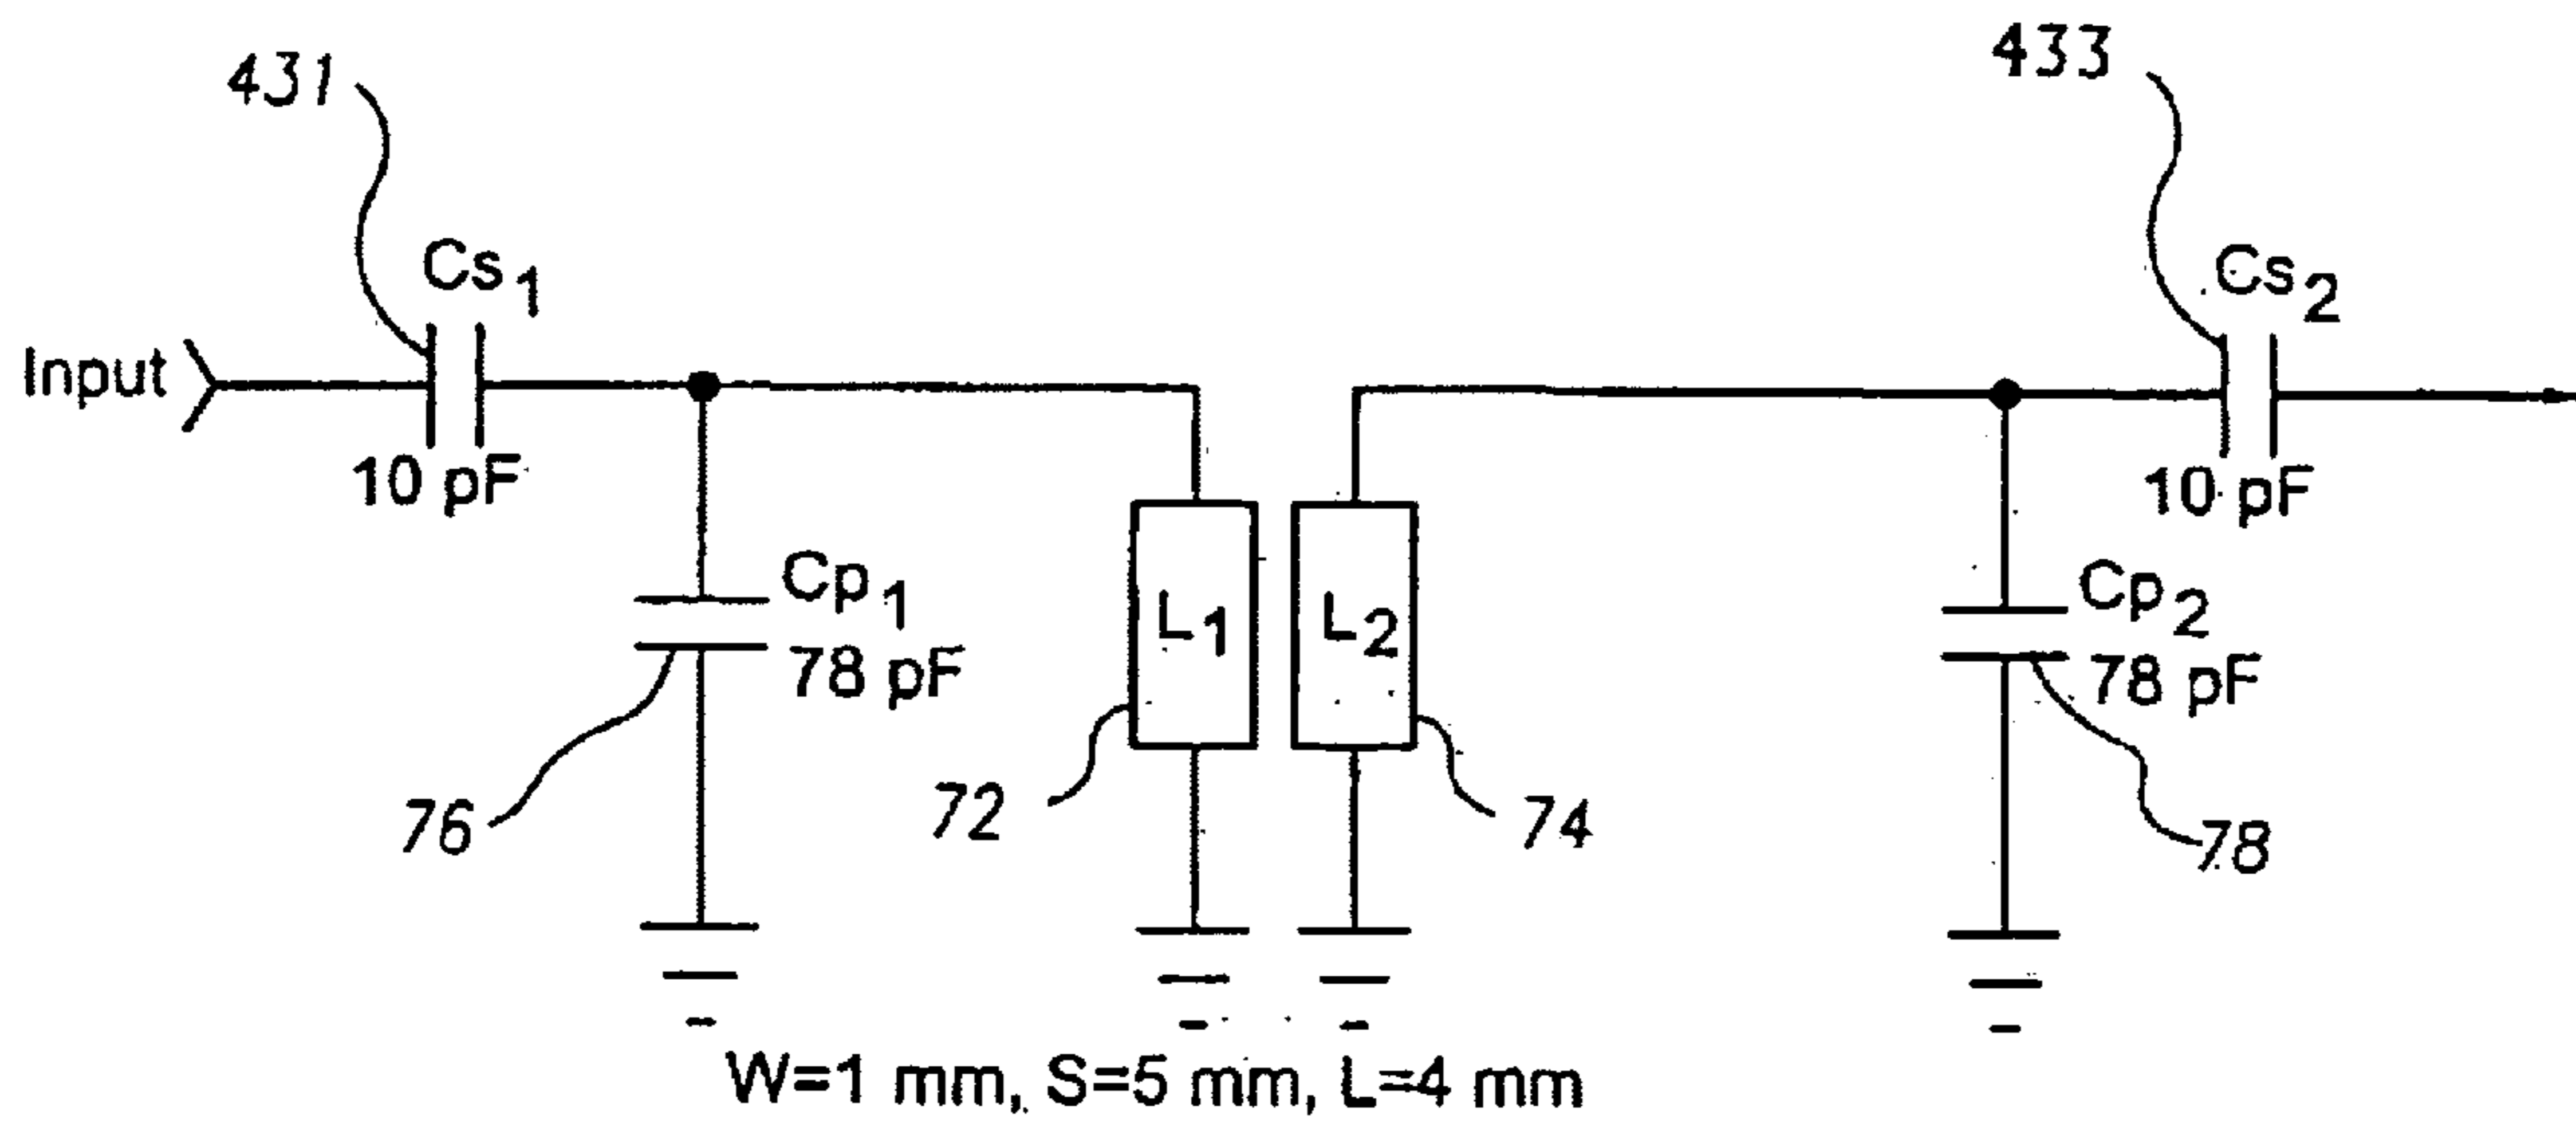 431
433
Cs1
Cs2
Input
10 pF
10 pF
Cp1
78 pF
L1
L2
Cp2
78 pF
76
72
74
78
W=1 mm, S=5 mm, L=4 mm